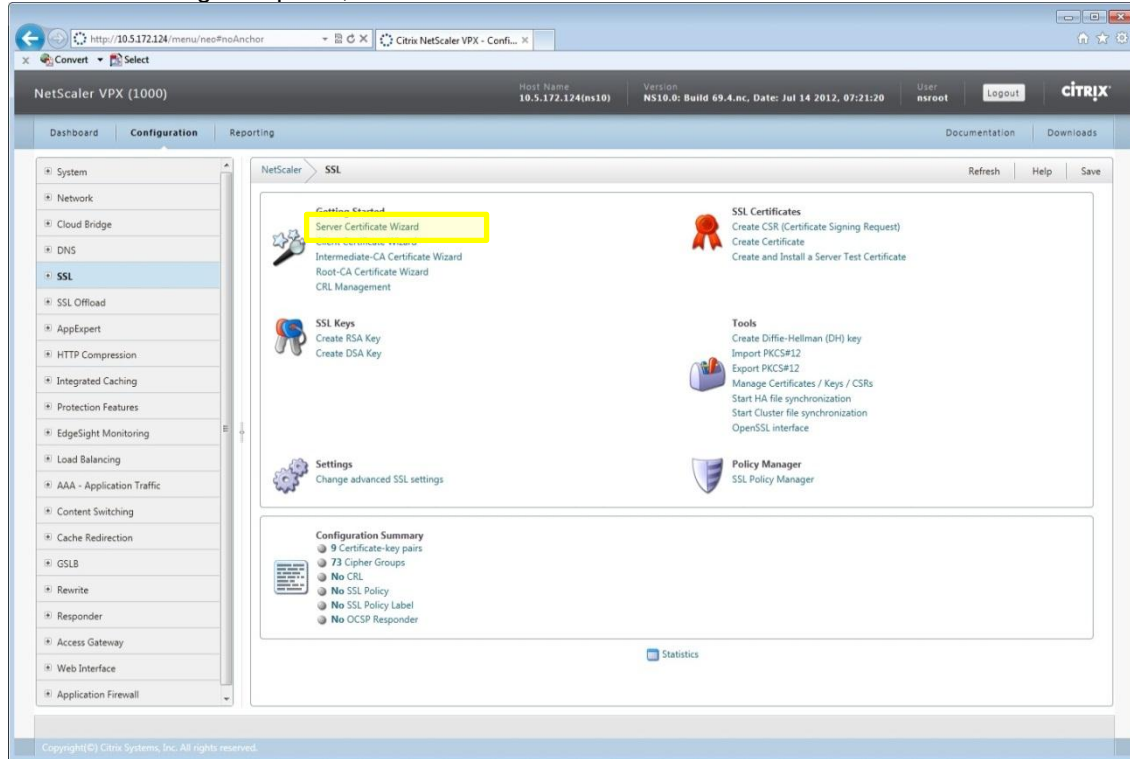 http://10.5.172.124/menu/neo#noAnchor
Citrix NetScaler VPX - Confi...
Convert
Select
NetScaler VPX (1000)
Host Name
10.5.172.124(ns10)
Version
NS10.0: Build 69.4.nc, Date: Jul 14 2012, 07:21:20
User
nsroot
Logout
CITRIX
Dashboard
Configuration
Reporting
Documentation
Downloads
System
Network
Cloud Bridge
DNS
SSL
SSL Offload
AppExpert
HTTP Compression
Integrated Caching
Protection Features
EdgeSight Monitoring
Load Balancing
AAA - Application Traffic
Content Switching
Cache Redirection
GSLB
Rewrite
Responder
Access Gateway
Web Interface
Application Firewall
NetScaler
SSL
Refresh
Help
Save
Getting Started
Server Certificate Wizard
Client Certificate Wizard
Intermediate-CA Certificate Wizard
Root-CA Certificate Wizard
CRL Management
SSL Certificates
Create CSR (Certificate Signing Request)
Create Certificate
Create and Install a Server Test Certificate
SSL Keys
Create RSA Key
Create DSA Key
Tools
Create Diffie-Hellman (DH) key
Import PKCS#12
Export PKCS#12
Manage Certificates / Keys / CSRs
Start HA file synchronization
Start Cluster file synchronization
OpenSSL interface
Settings
Change advanced SSL settings
Policy Manager
SSL Policy Manager
Configuration Summary
9 Certificate-key pairs
73 Cipher Groups
No CRL
No SSL Policy
No SSL Policy Label
No OCSP Responder
Statistics
Copyright(C) Citrix Systems, Inc. All rights reserved.